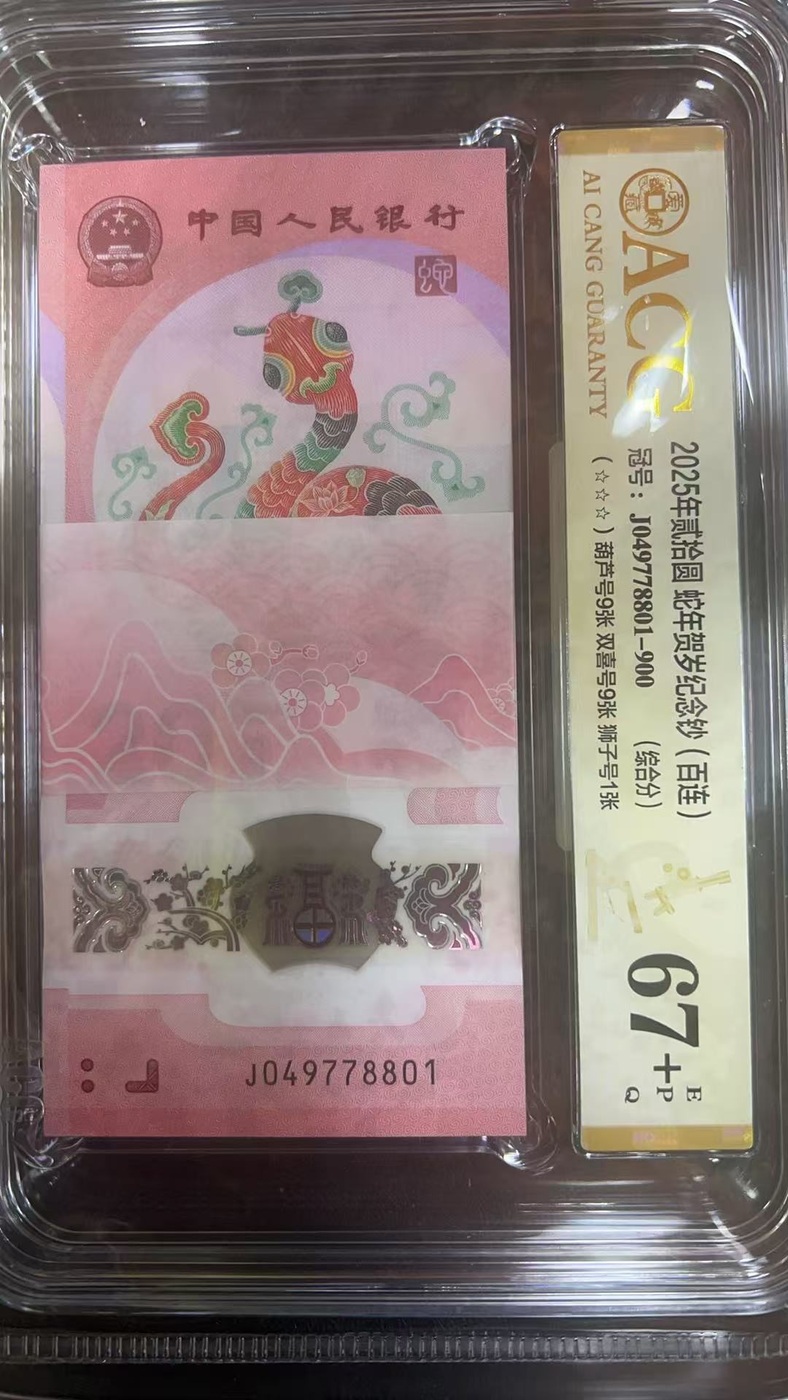 中国人民银行
蛇
J049778801
爱藏
ACG
AI CANG GUARANTY
2025年贰拾圆 蛇年贺岁纪念钞（百连）
冠号：J049778801-900 （综合分）
（☆☆☆）葫芦号9张 双喜号9张 狮子号1张
67+
E
P
Q